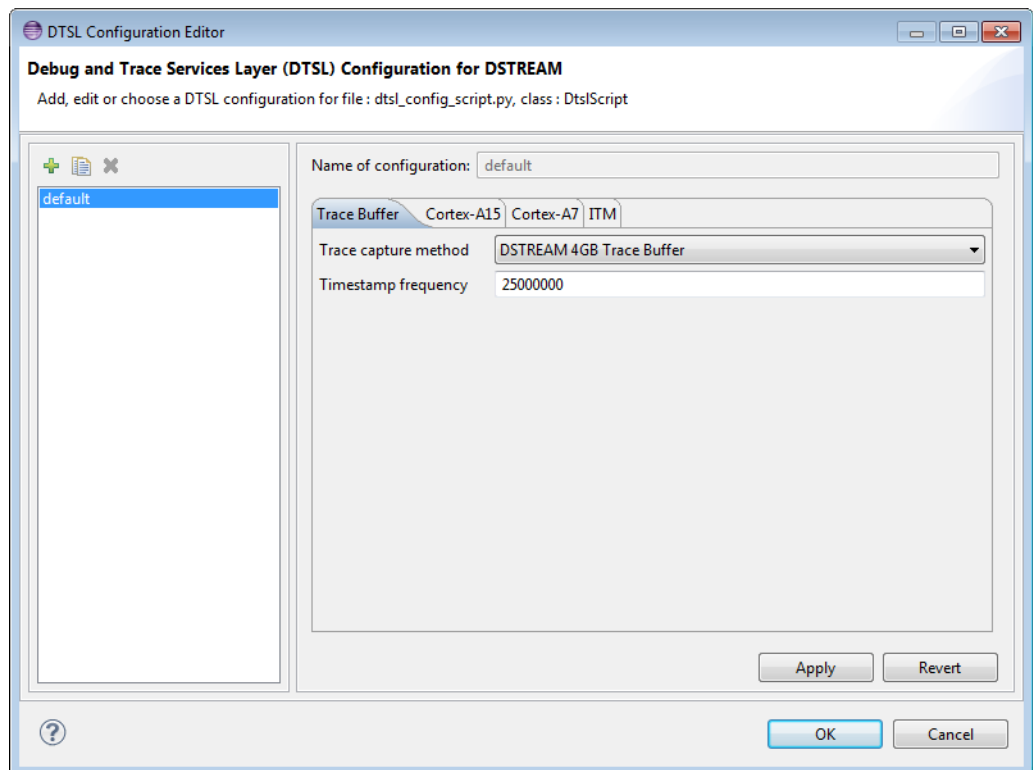 DTSL Configuration Editor
Debug and Trace Services Layer (DTSL) Configuration for DSTREAM
Add, edit or choose a DTSL configuration for file : dtsl_config_script.py, class : DtslScript
default
Name of configuration: default
Trace Buffer Cortex-A15 Cortex-A7 ITM
Trace capture method DSTREAM 4GB Trace Buffer
Timestamp frequency 25000000
Apply Revert
? OK Cancel